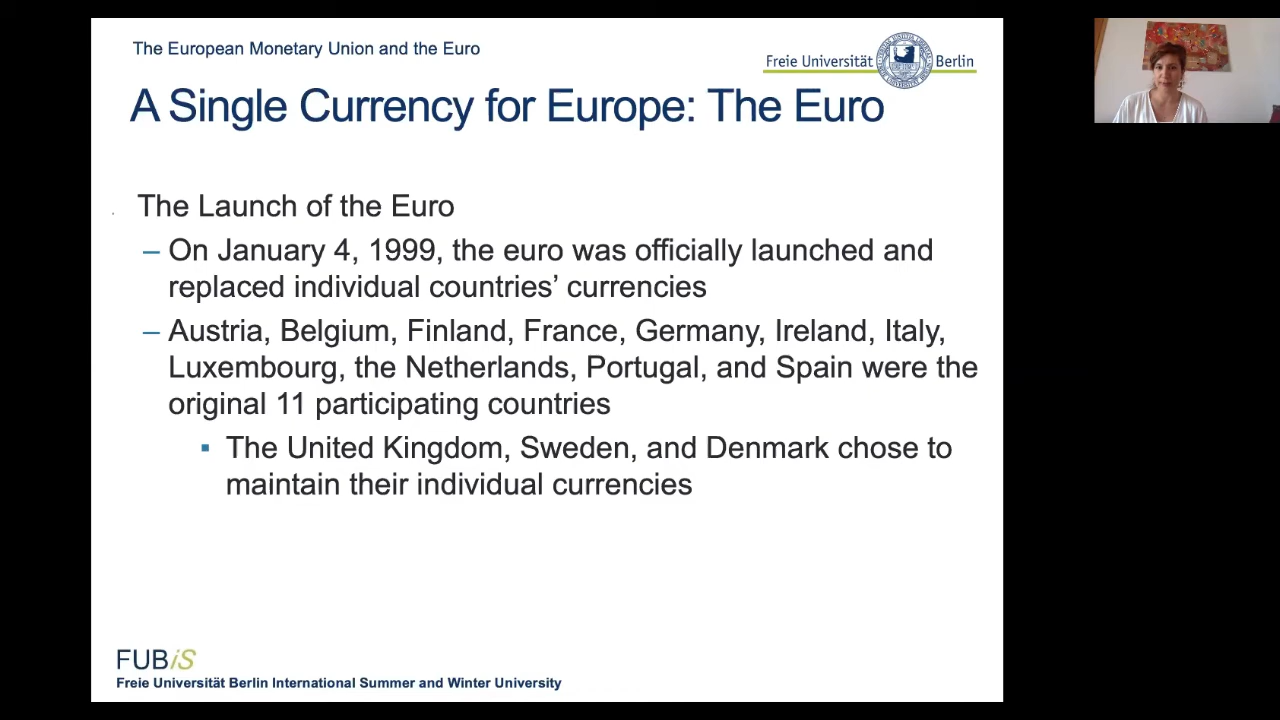 The European Monetary Union and the Euro
Freie Universität Berlin
A Single Currency for Europe: The Euro
The Launch of the Euro
– On January 4, 1999, the euro was officially launched and
replaced individual countries’ currencies
– Austria, Belgium, Finland, France, Germany, Ireland, Italy,
Luxembourg, the Netherlands, Portugal, and Spain were the
original 11 participating countries
▪ The United Kingdom, Sweden, and Denmark chose to
maintain their individual currencies
FUBiS
Freie Universität Berlin International Summer and Winter University